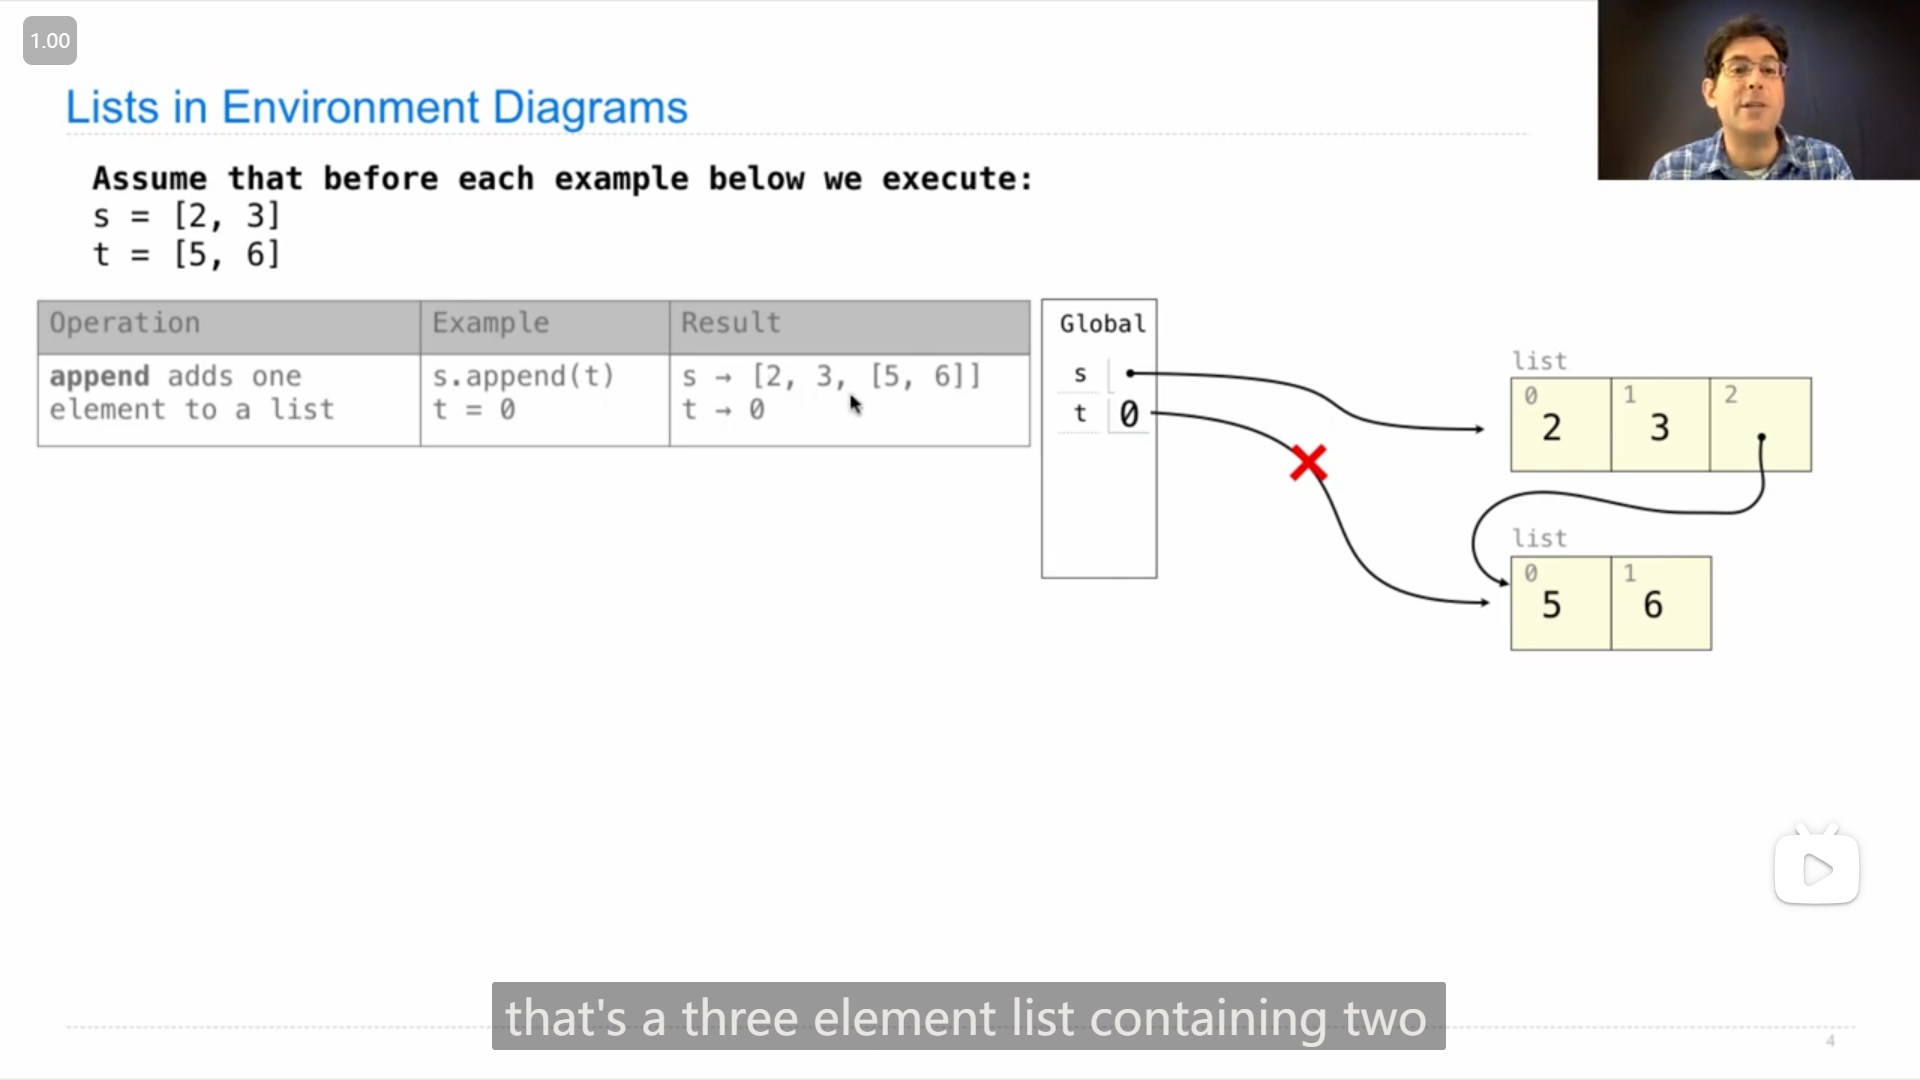 1.00
Lists in Environment Diagrams
Assume that before each example below we execute:
s = [2, 3]
t = [5, 6]
Operation Example Result
append adds one element to a list
s.append(t)
t = 0
s → [2, 3, [5, 6]]
t → 0
Global
s
t 0
list
0 1 2
2 3
list
0 1
5 6
that's a three element list containing two
4